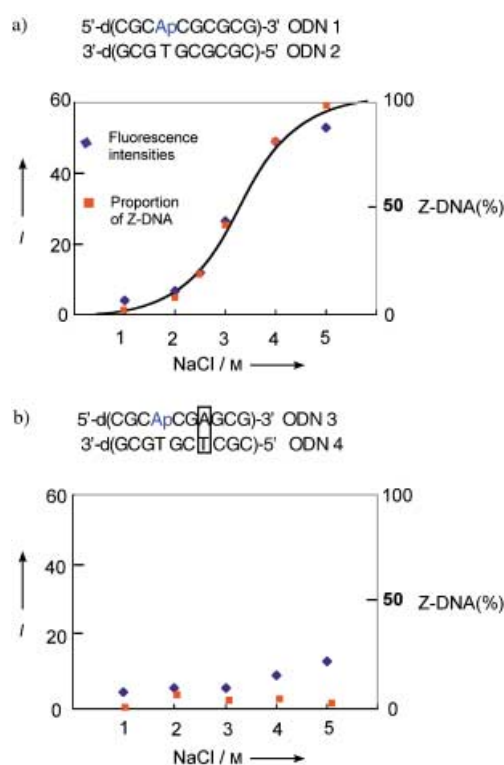 a)
5'-d(CGCApCGCGCG)-3' ODN 1
3'-d(GCG T GCGCGC)-5' ODN 2
60
100
Fluorescence
intensities
40
I
Proportion
of Z-DNA
50 Z-DNA(%)
20
0
0
1 2 3 4 5
NaCl / M
b)
5'-d(CGCApCGAGCG)-3' ODN 3
3'-d(GCGT GCTCGC)-5' ODN 4
60
100
40
I
50 Z-DNA(%)
20
0
0
1 2 3 4 5
NaCl / M